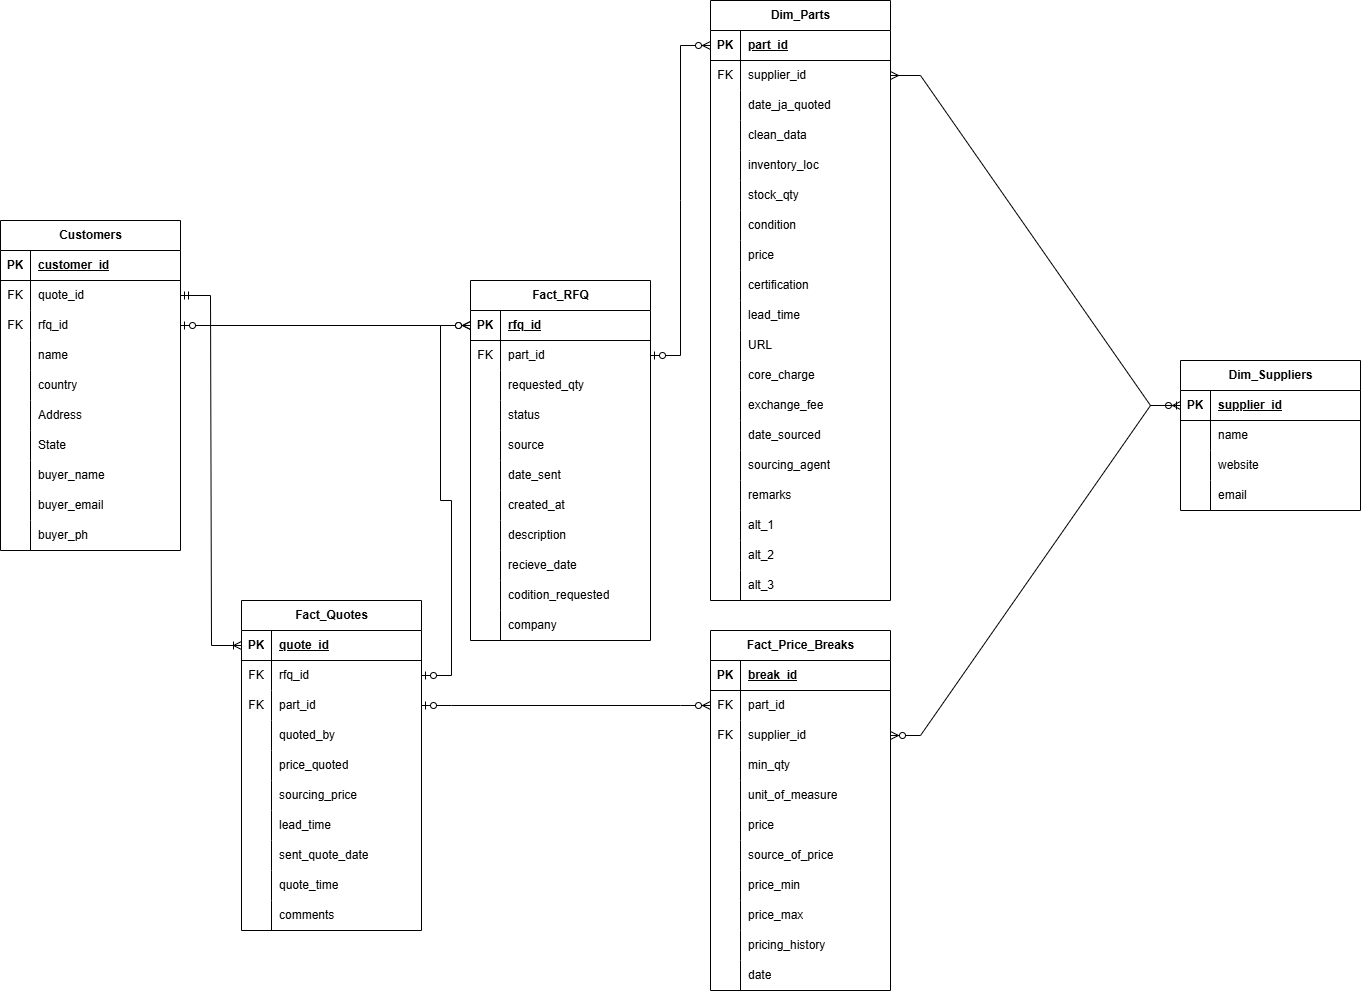 Dim_Parts
PK part_id
FK supplier_id
date_ja_quoted
clean_data
inventory_loc
stock_qty
condition
price
certification
lead_time
URL
core_charge
exchange_fee
date_sourced
sourcing_agent
remarks
alt_1
alt_2
alt_3
Customers
PK customer_id
FK quote_id
FK rfq_id
name
country
Address
State
buyer_name
buyer_email
buyer_ph
Fact_RFQ
PK rfq_id
FK part_id
requested_qty
status
source
date_sent
created_at
description
recieve_date
codition_requested
company
Dim_Suppliers
PK supplier_id
name
website
email
Fact_Quotes
PK quote_id
FK rfq_id
FK part_id
quoted_by
price_quoted
sourcing_price
lead_time
sent_quote_date
quote_time
comments
Fact_Price_Breaks
PK break_id
FK part_id
FK supplier_id
min_qty
unit_of_measure
price
source_of_price
price_min
price_max
pricing_history
date